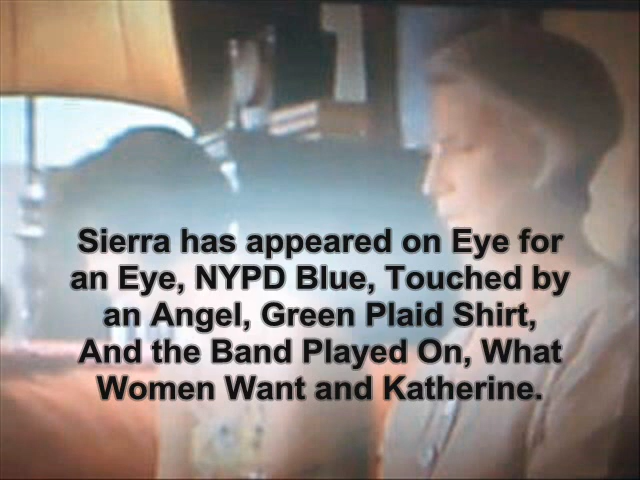 Sierra has appeared on Eye for
an Eye, NYPD Blue, Touched by
an Angel, Green Plaid Shirt,
And the Band Played On, What
Women Want and Katherine.